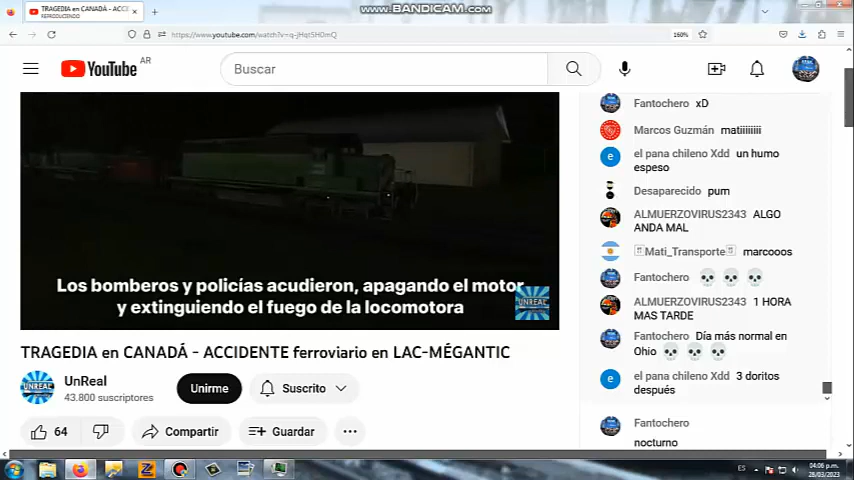 www.BANDICAM.com
TRAGEDIA en CANADÁ - ACCIDE
REPRODUCIENDO
https://www.youtube.com/watch?v=q-jHqt5H0mQ
160%
YouTube
AR
Buscar
Los bomberos y policías acudieron, apagando el motor
y extinguiendo el fuego de la locomotora
UNREAL
TRAGEDIA en CANADÁ - ACCIDENTE ferroviario en LAC-MÉGANTIC
UNREAL
UnReal
43.800 suscriptores
Unirme
Suscrito
64
Compartir
Guardar
Fantochero xD
Marcos Guzmán matiiiiiiii
el pana chileno Xdd un humo
espeso
Desaparecido pum
ALMUERZOVIRUS2343 ALGO
ANDA MAL
Mati_Transporte marcooos
Fantochero 💀 💀 💀
ALMUERZOVIRUS2343 1 HORA
MAS TARDE
Fantochero Día más normal en
Ohio 💀 💀 💀
el pana chileno Xdd 3 doritos
después
Fantochero
nocturno
ES
04:06 p.m.
26/03/2023